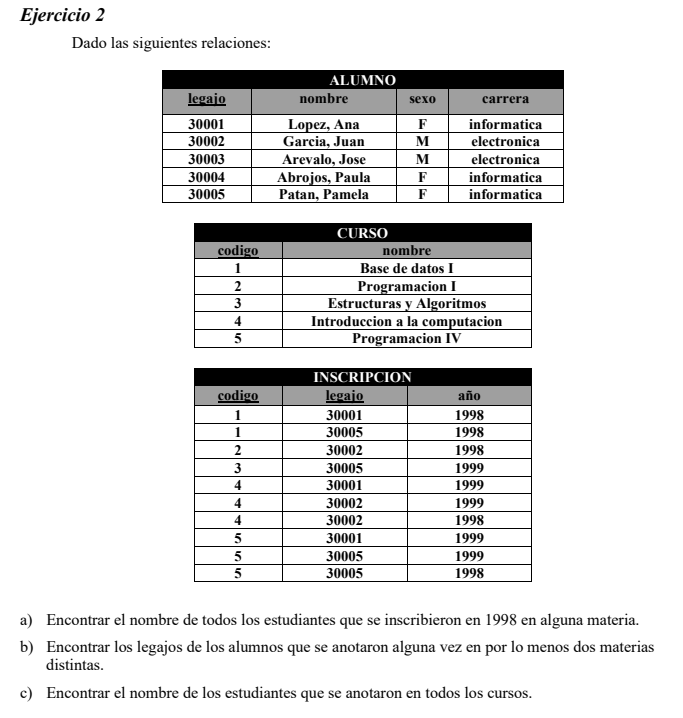 Ejercicio 2
Dado las siguientes relaciones:
ALUMNO
legajo nombre sexo carrera
30001 Lopez, Ana F informatica
30002 Garcia, Juan M electronica
30003 Arevalo, Jose M electronica
30004 Abrojos, Paula F informatica
30005 Patan, Pamela F informatica
CURSO
codigo nombre
1 Base de datos I
2 Programacion I
3 Estructuras y Algoritmos
4 Introduccion a la computacion
5 Programacion IV
INSCRIPCION
codigo legajo año
1 30001 1998
1 30005 1998
2 30002 1998
3 30005 1999
4 30001 1999
4 30002 1999
4 30002 1998
5 30001 1999
5 30005 1999
5 30005 1998
a) Encontrar el nombre de todos los estudiantes que se inscribieron en 1998 en alguna materia.
b) Encontrar los legajos de los alumnos que se anotaron alguna vez en por lo menos dos materias
distintas.
c) Encontrar el nombre de los estudiantes que se anotaron en todos los cursos.